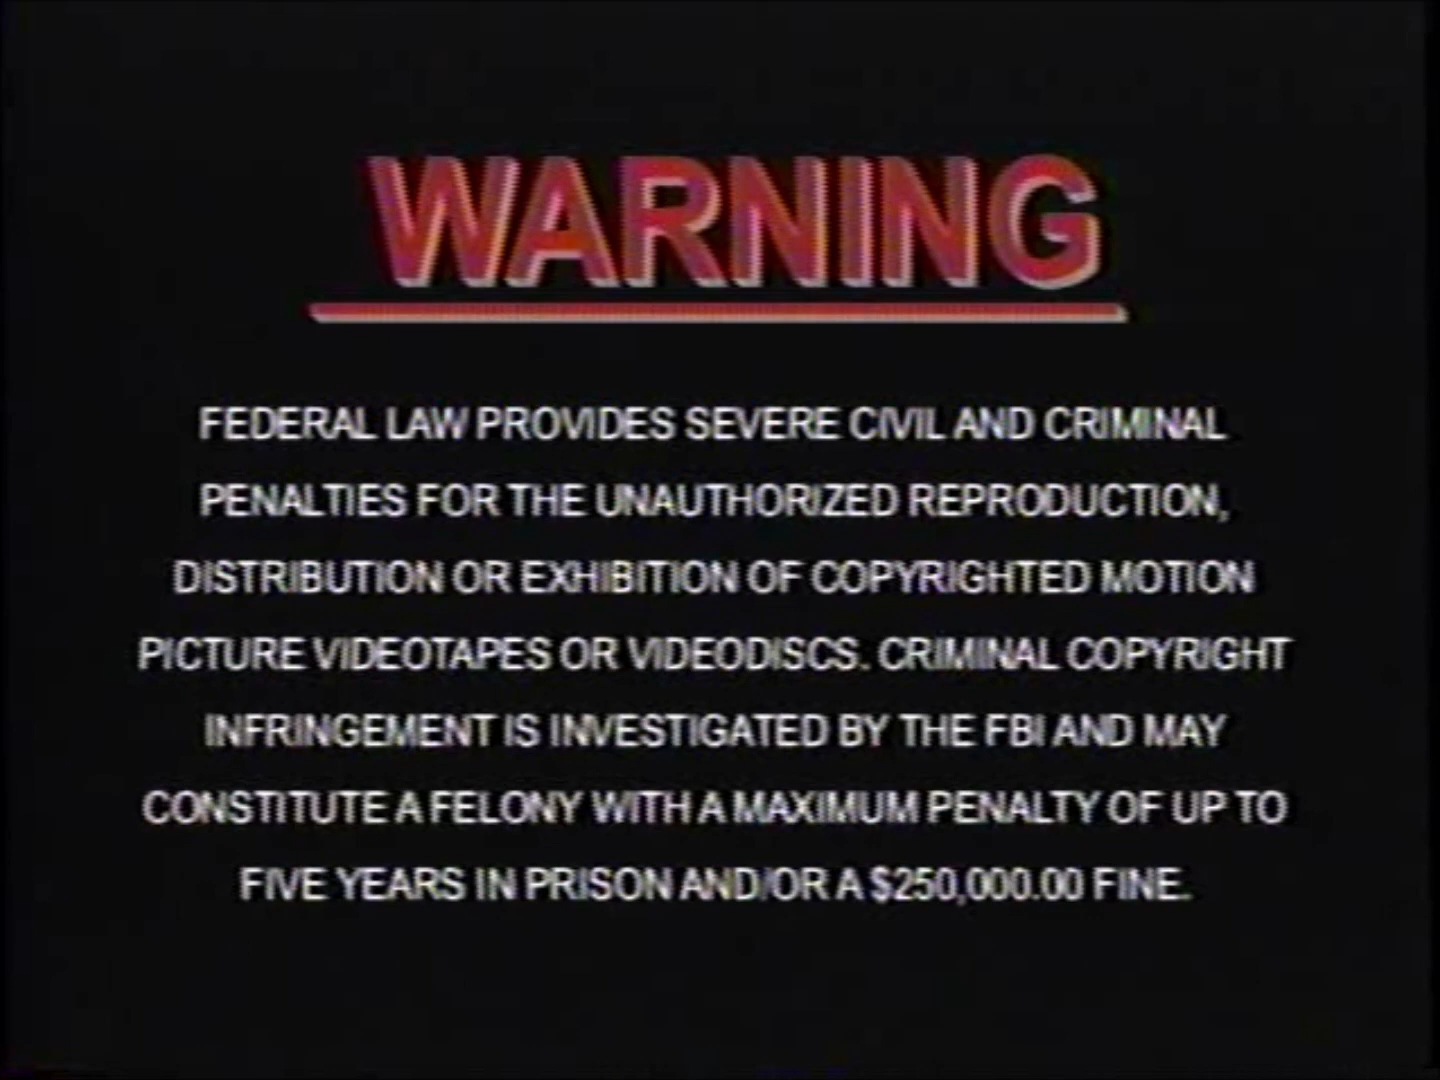 WARNING
FEDERAL LAW PROVIDES SEVERE CIVIL AND CRIMINAL
PENALTIES FOR THE UNAUTHORIZED REPRODUCTION,
DISTRIBUTION OR EXHIBITION OF COPYRIGHTED MOTION
PICTURE VIDEOTAPES OR VIDEODISCS. CRIMINAL COPYRIGHT
INFRINGEMENT IS INVESTIGATED BY THE FBI AND MAY
CONSTITUTE A FELONY WITH A MAXIMUM PENALTY OF UP TO
FIVE YEARS IN PRISON AND/OR A $250,000.00 FINE.